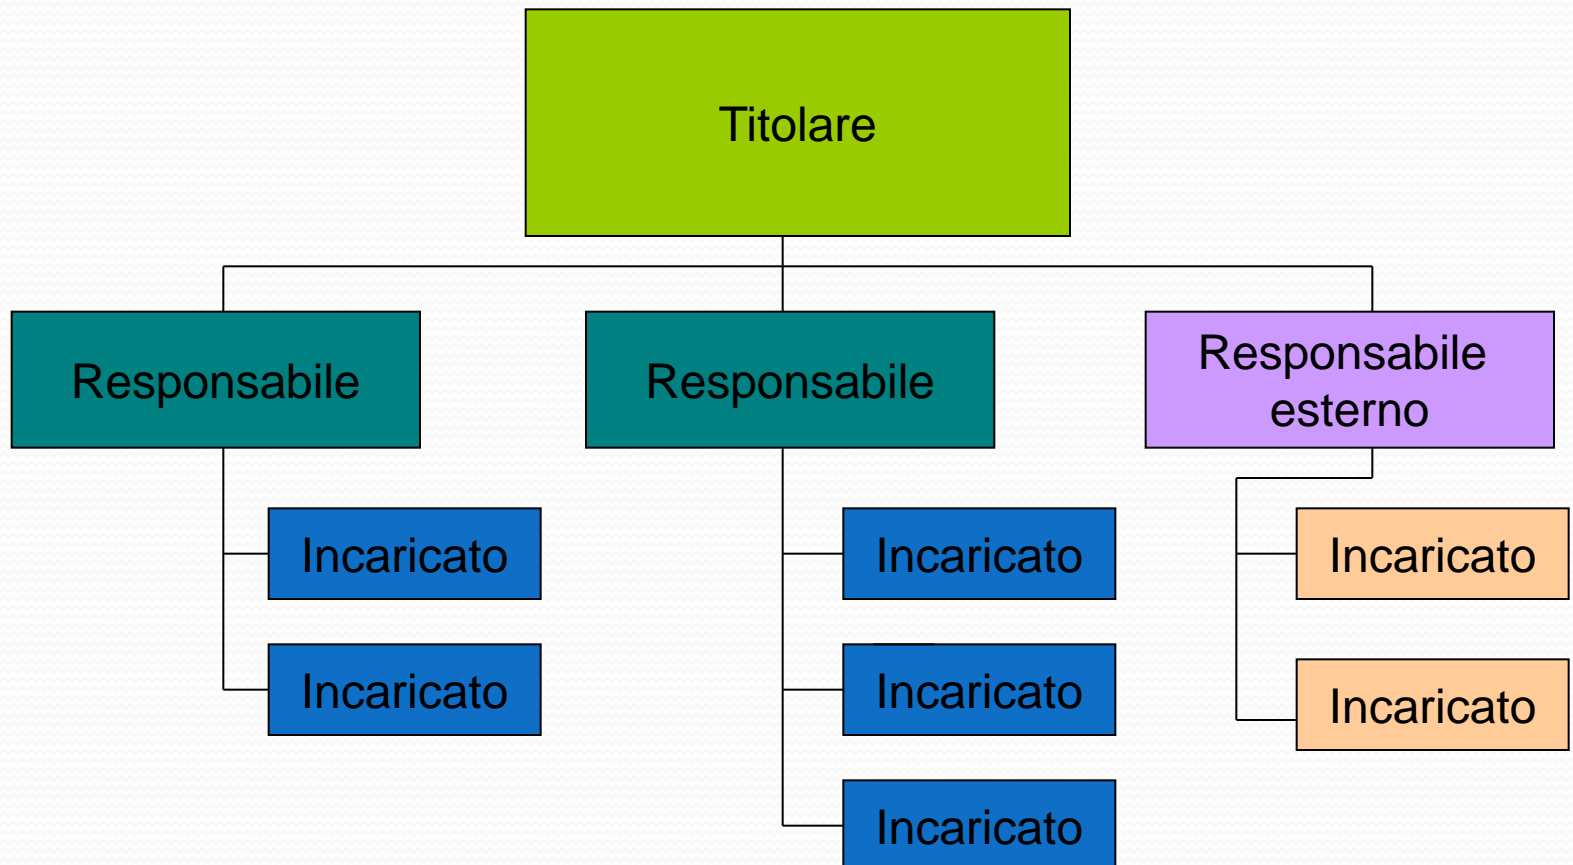 Titolare
Responsabile
Responsabile
Responsabile
esterno
Incaricato
Incaricato
Incaricato
Incaricato
Incaricato
Incaricato
Incaricato